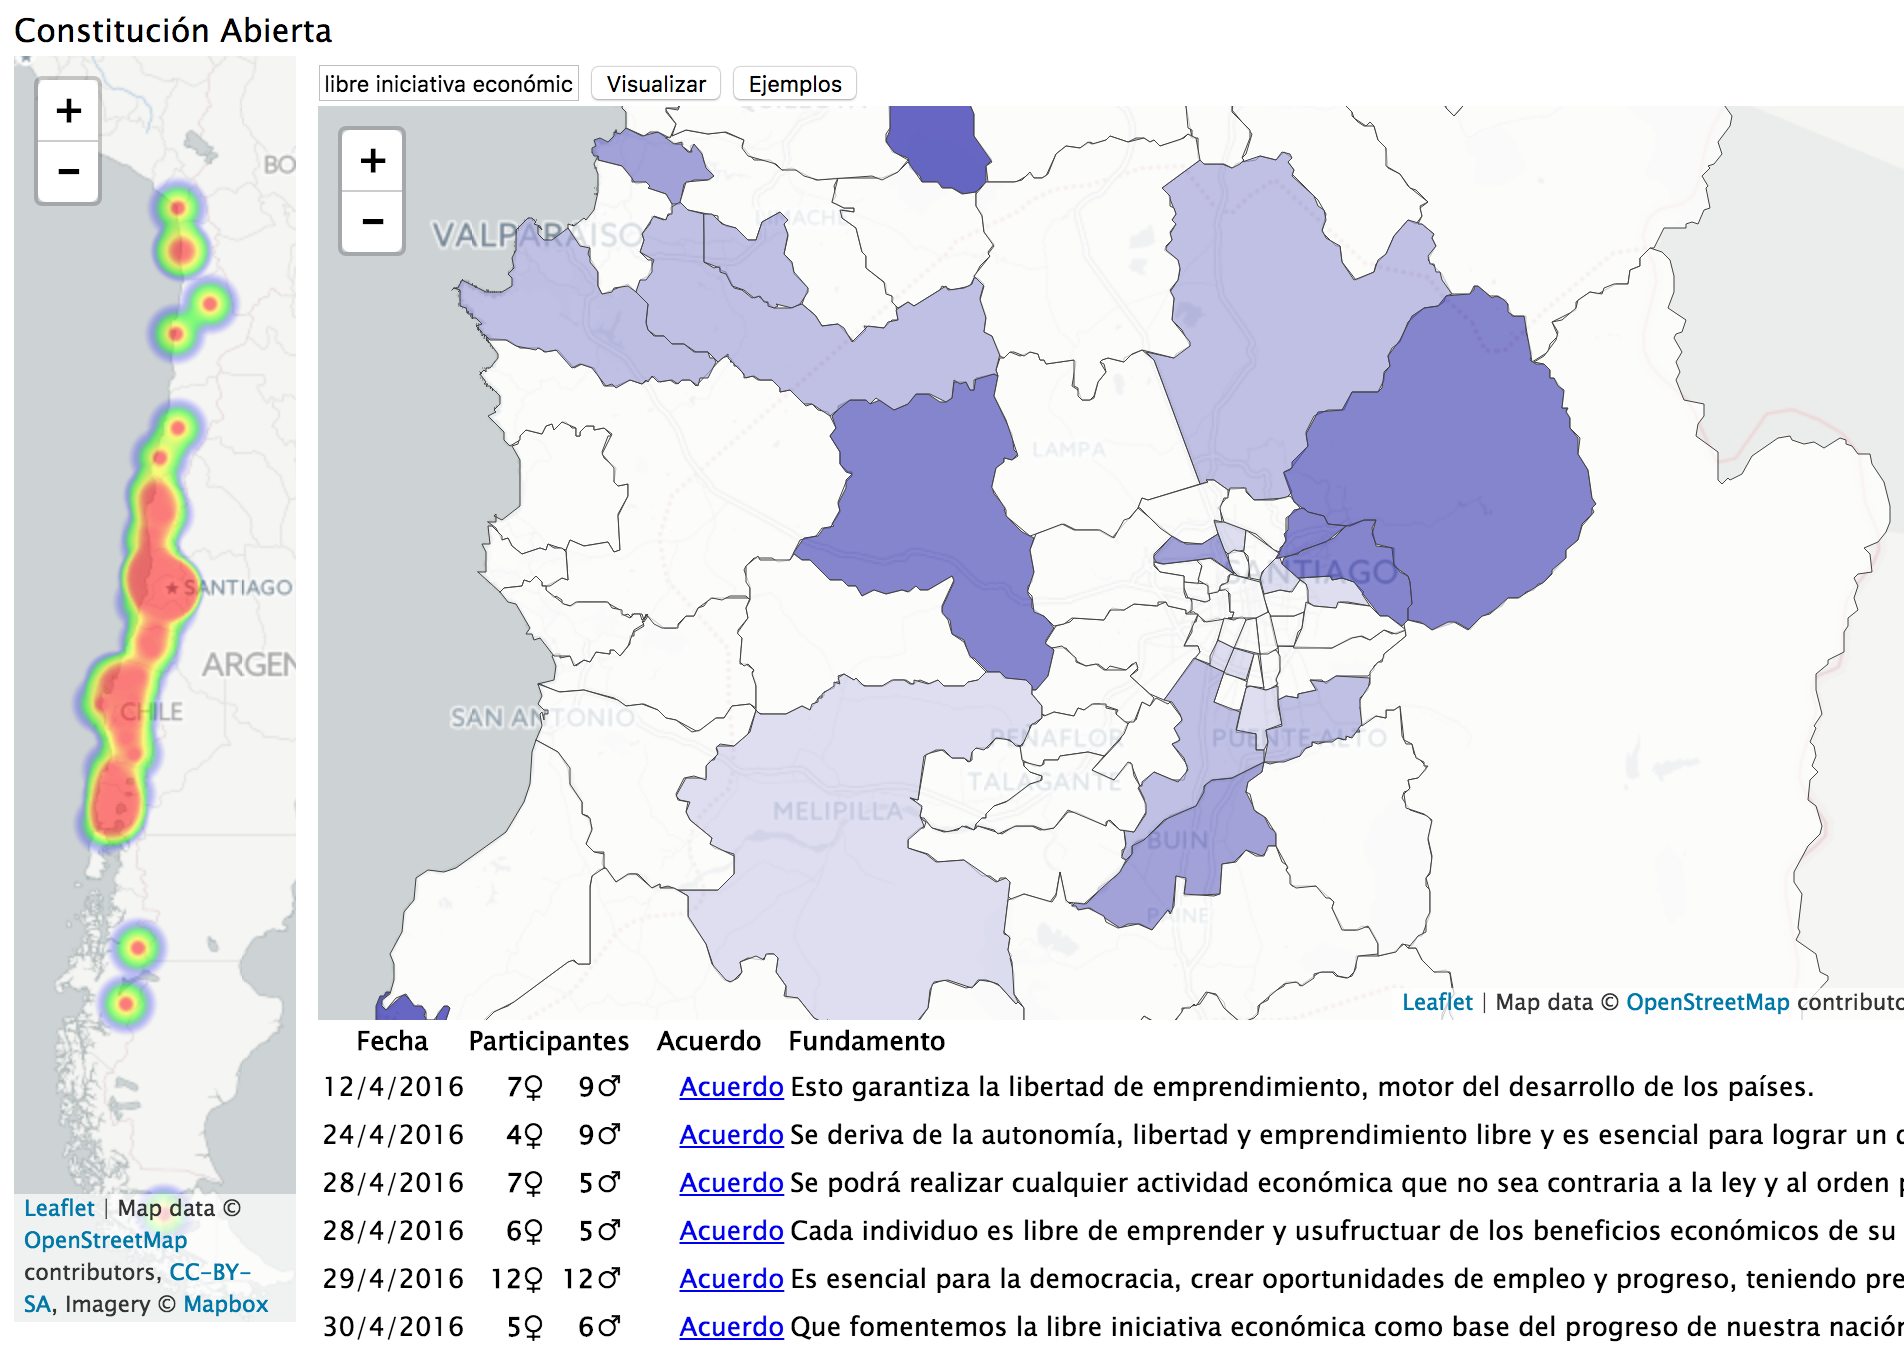 Constitución Abierta
+
−
BO
SANTIAGO
ARGEN
CHILE
Leaflet | Map data ©
OpenStreetMap
contributors, CC-BY-
SA, Imagery © Mapbox
libre iniciativa económic
Visualizar
Ejemplos
+
−
VALPARAÍSO
LIMACHE
LAMPA
SANTIAGO
SAN ANTONIO
PEÑAFLOR
PUENTE ALTO
TALAGANTE
MELIPILLA
BUIN
PAINE
Leaflet | Map data © OpenStreetMap contributo
Fecha Participantes Acuerdo Fundamento
12/4/2016 7♀ 9♂ Acuerdo Esto garantiza la libertad de emprendimiento, motor del desarrollo de los países.
24/4/2016 4♀ 9♂ Acuerdo Se deriva de la autonomía, libertad y emprendimiento libre y es esencial para lograr un
28/4/2016 7♀ 5♂ Acuerdo Se podrá realizar cualquier actividad económica que no sea contraria a la ley y al orden
28/4/2016 6♀ 5♂ Acuerdo Cada individuo es libre de emprender y usufructuar de los beneficios económicos de su
29/4/2016 12♀ 12♂ Acuerdo Es esencial para la democracia, crear oportunidades de empleo y progreso, teniendo pre
30/4/2016 5♀ 6♂ Acuerdo Que fomentemos la libre iniciativa económica como base del progreso de nuestra nació